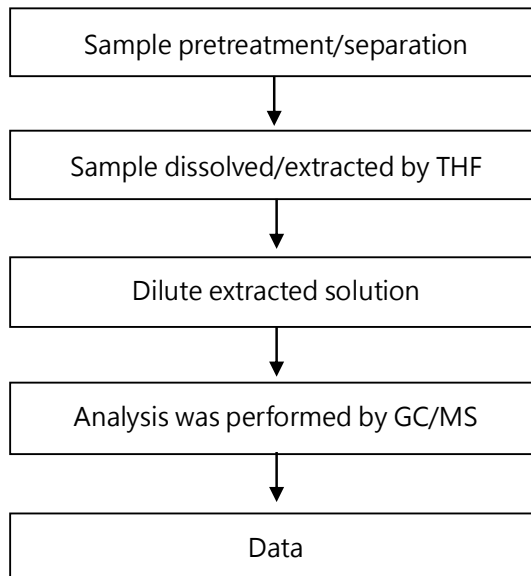 Sample pretreatment/separation
Sample dissolved/extracted by THF
Dilute extracted solution
Analysis was performed by GC/MS
Data